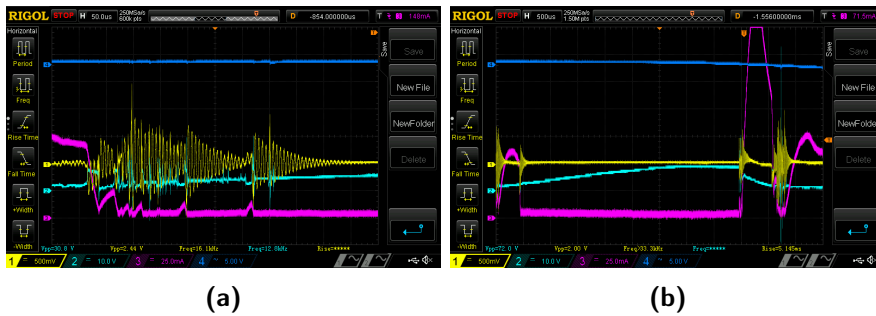 RIGOL STOP H 50.0us 250MSa/s 600k pts D -854.000000us T 148mA
Horizontal
Period
Freq
Rise Time
Fall Time
+Width
-Width
Save
Save
New File
NewFolder
Delete
Vpp=30.8 V Vpp=2.44 V Freq=16.1kHz Freq=12.8kHz Rise=*****
1 = 500mV 2 = 10.0 V 3 = 25.0mA 4 ~ 5.00 V
RIGOL STOP H 500us 250MSa/s 1.50M pts D -1.55600000ms T 71.5mA
Horizontal
Period
Freq
Rise Time
Fall Time
+Width
-Width
Save
Save
New File
NewFolder
Delete
Vpp=72.0 V Vpp=2.00 V Freq>33.3kHz Freq=***** Rise=5.145ms
1 = 500mV 2 = 10.0 V 3 = 25.0mA 4 ~ 5.00 V
(a)
(b)